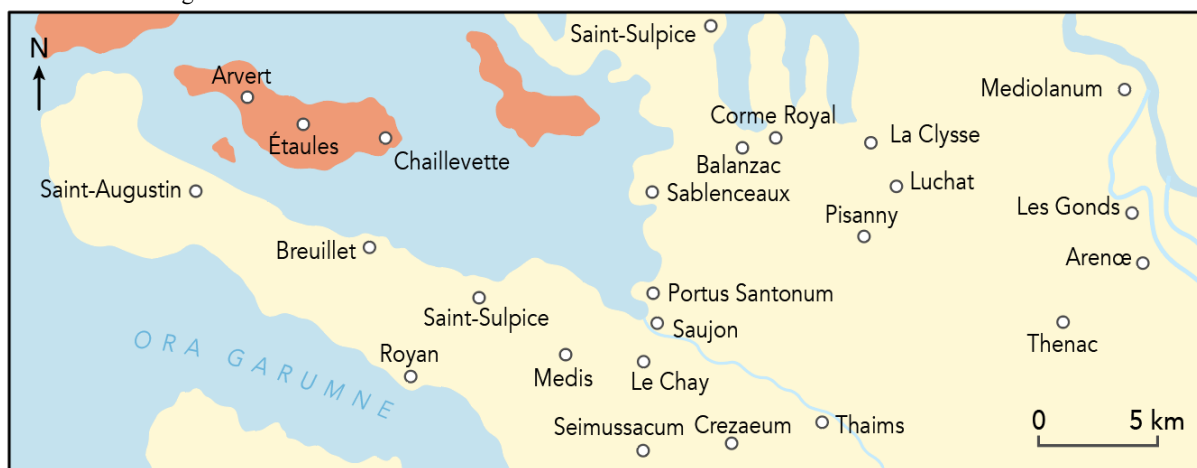 Saint-Sulpice
N
Arvert
Mediolanum
Corme Royal
Étaules
La Clysse
Chaillevette
Balanzac
Saint-Augustin
Sablenceaux
Luchat
Pisanny
Les Gonds
Breuillet
Arenœ
Portus Santonum
Saint-Sulpice
Saujon
ORA GARUMNE
Thenac
Royan
Medis
Le Chay
Seimussacum
Crezaeum
Thaims
0 5 km